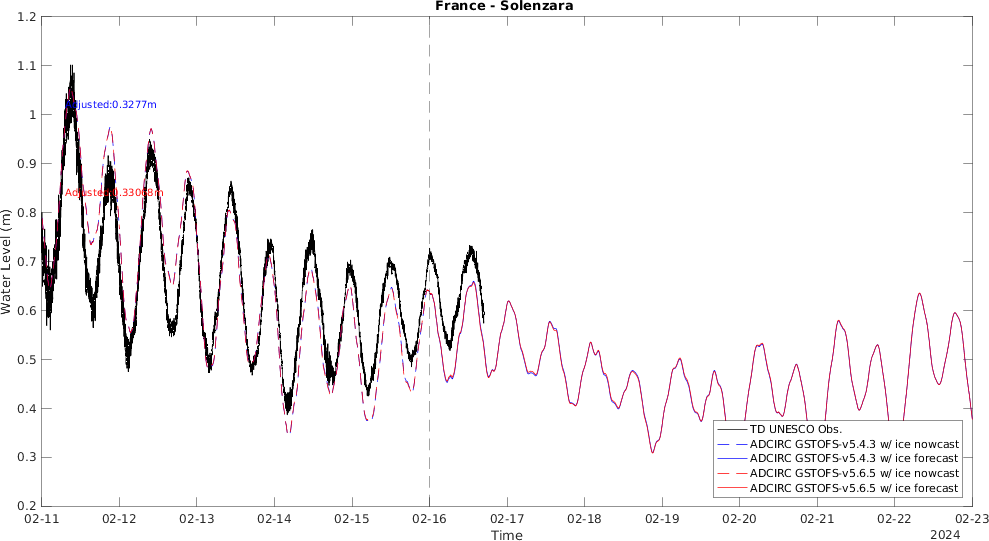 France - Solenzara
1.2
1.1
1
0.9
0.8
0.7
0.6
0.5
0.4
0.3
0.2
Water Level (m)
Adjusted:0.3277m
Adjusted:0.33068m
TD UNESCO Obs.
ADCIRC GSTOFS-v5.4.3 w/ ice nowcast
ADCIRC GSTOFS-v5.4.3 w/ ice forecast
ADCIRC GSTOFS-v5.6.5 w/ ice nowcast
ADCIRC GSTOFS-v5.6.5 w/ ice forecast
02-11 02-12 02-13 02-14 02-15 02-16 02-17 02-18 02-19 02-20 02-21 02-22 02-23
Time
2024